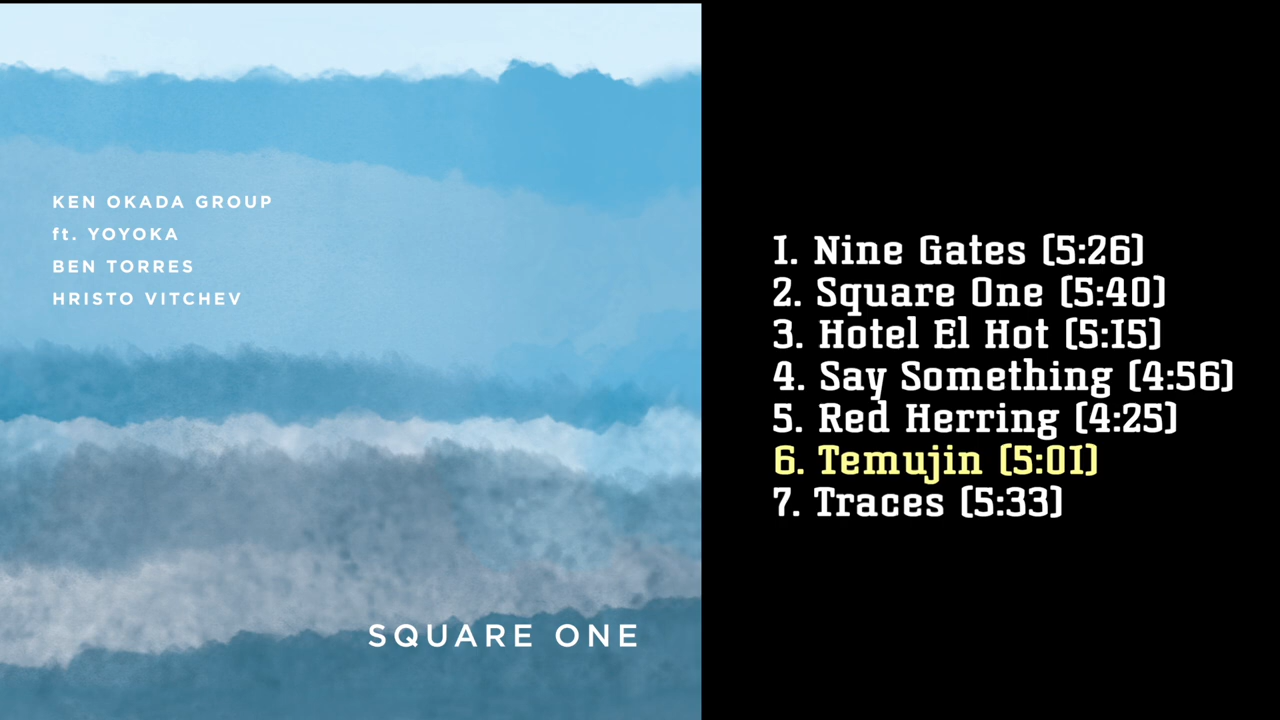 KEN OKADA GROUP
ft. YOYOKA
BEN TORRES
HRISTO VITCHEV
SQUARE ONE
1. Nine Gates (5:26)
2. Square One (5:40)
3. Hotel El Hot (5:15)
4. Say Something (4:56)
5. Red Herring (4:25)
6. Temujin (5:01)
7. Traces (5:33)